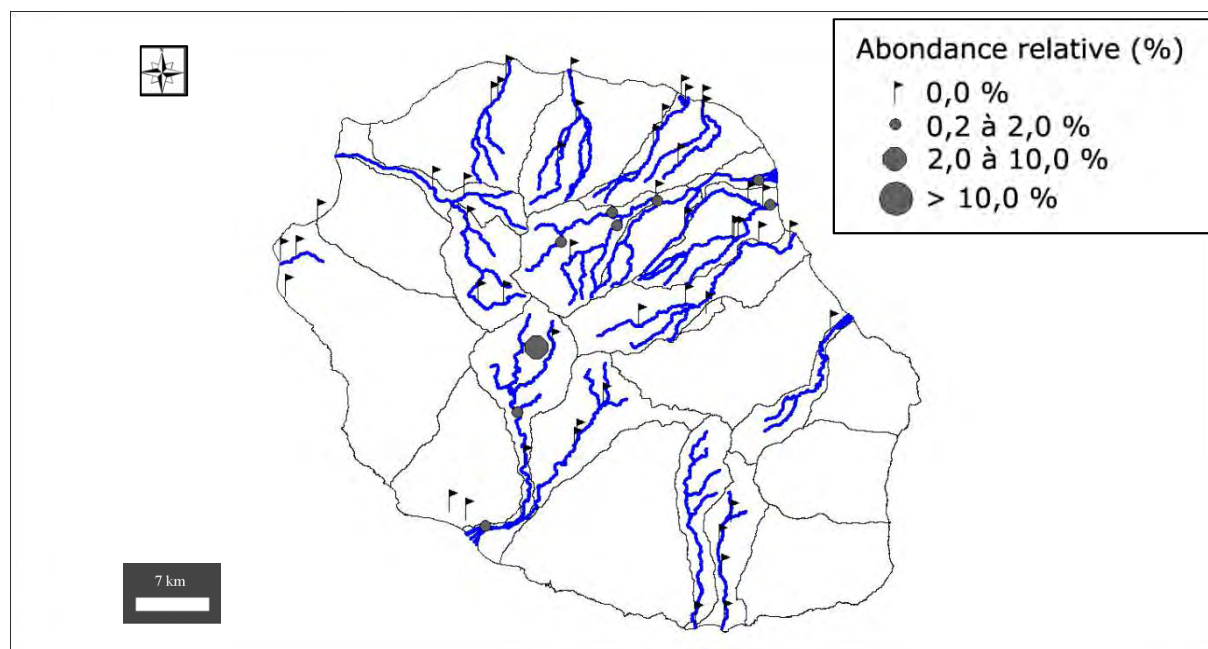 Abondance relative (%)
0,0 %
0,2 à 2,0 %
2,0 à 10,0 %
> 10,0 %
7 km